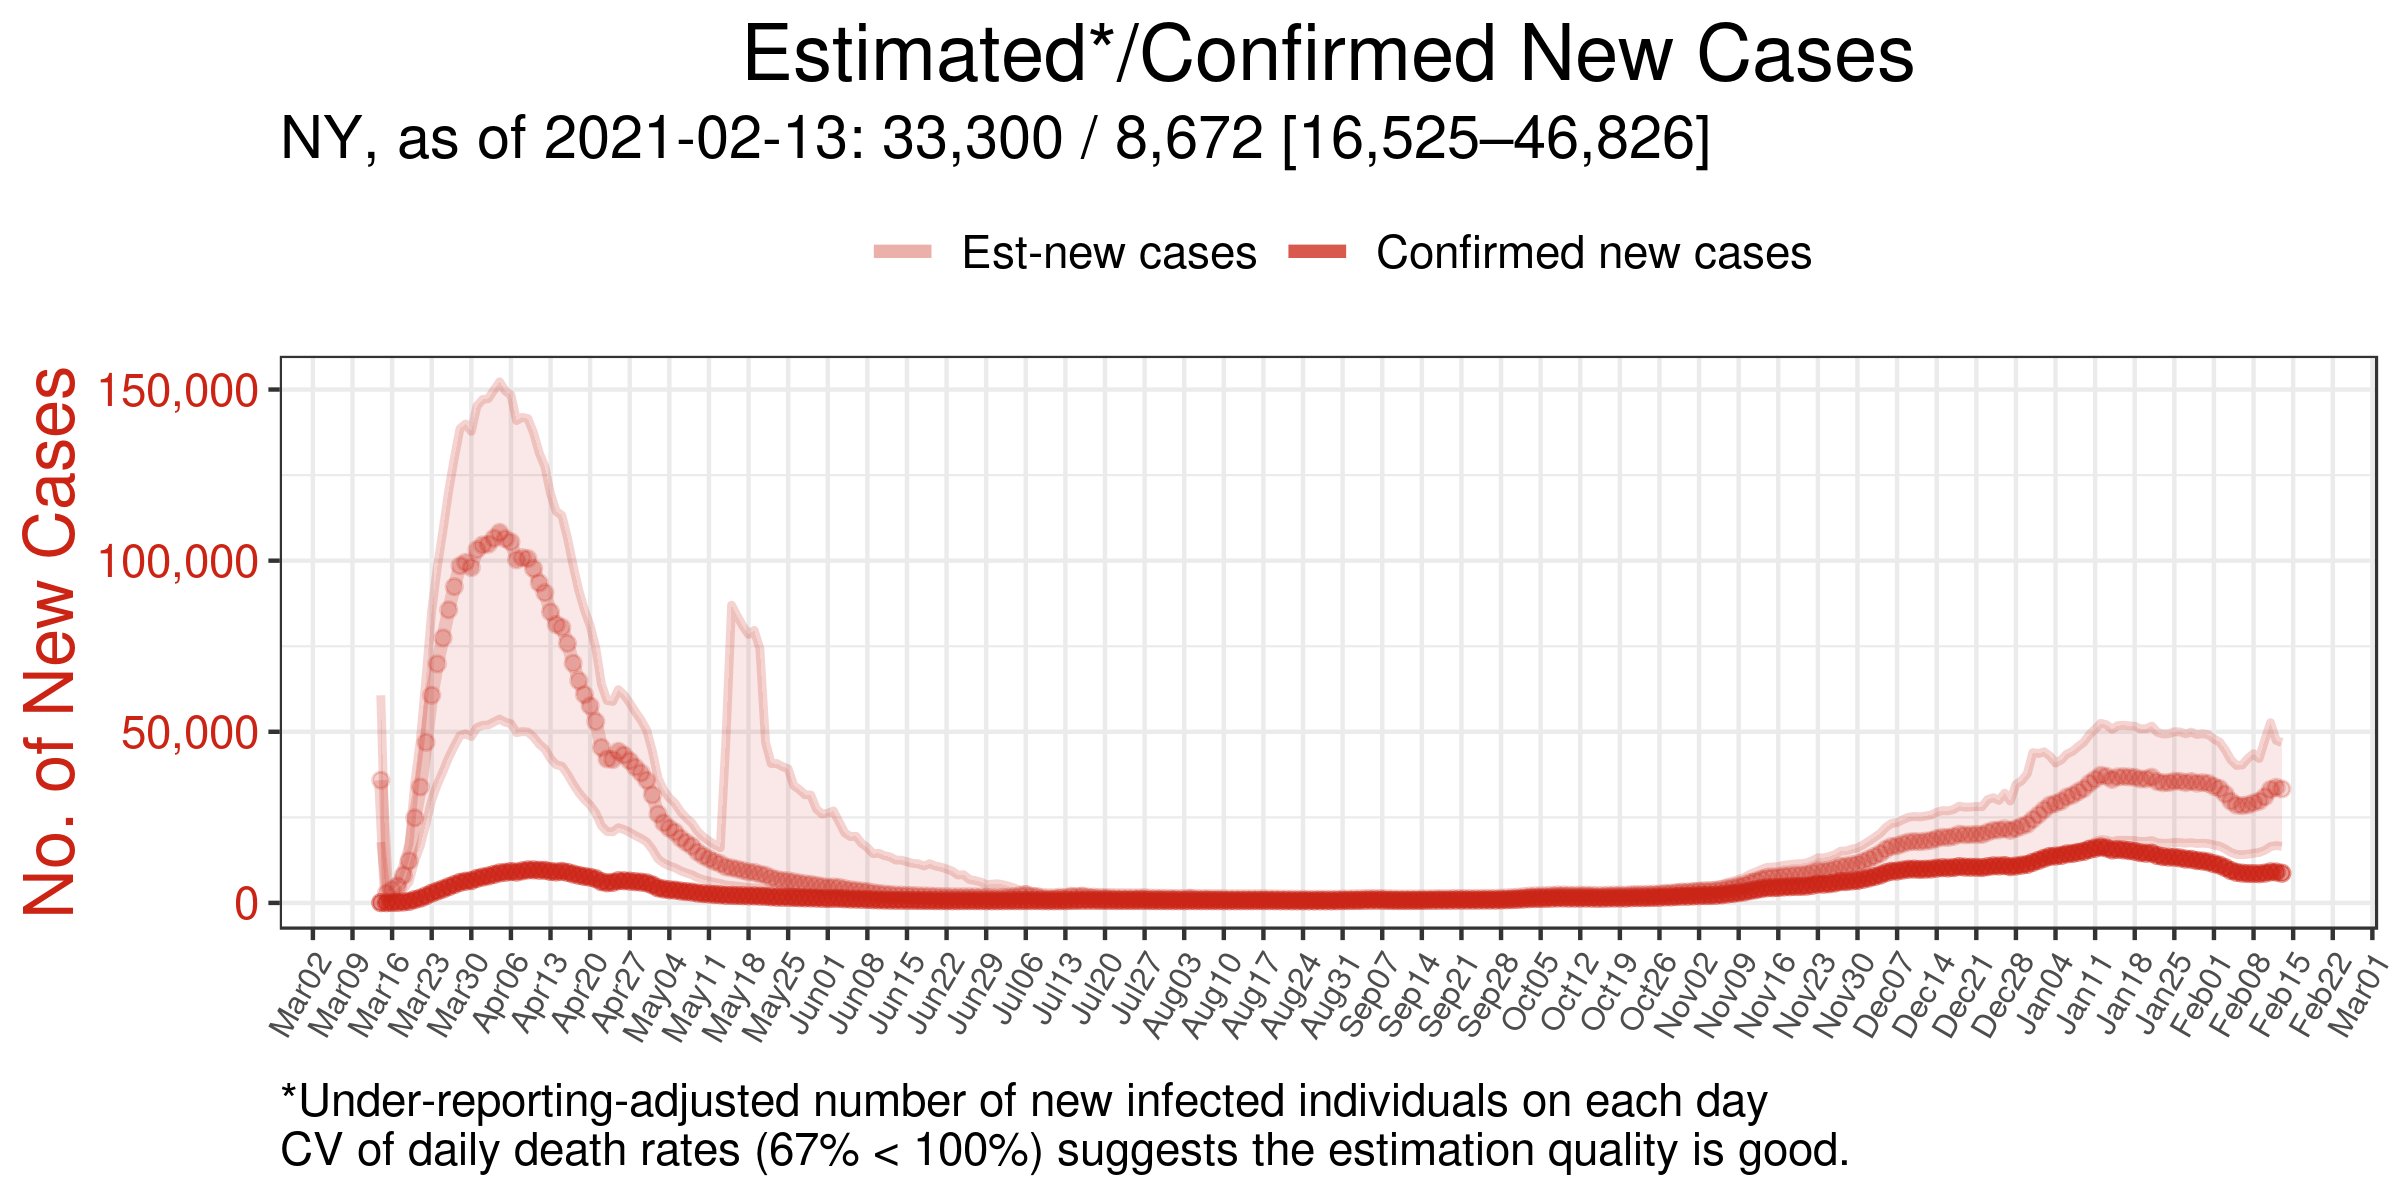 Estimated*/Confirmed New Cases
NY, as of 2021-02-13: 33,300 / 8,672 [16,525–46,826]
Est-new cases
Confirmed new cases
No. of New Cases
150,000
100,000
50,000
0
Mar02
Mar09
Mar16
Mar23
Mar30
Apr06
Apr13
Apr20
Apr27
May04
May11
May18
May25
Jun01
Jun08
Jun15
Jun22
Jun29
Jul06
Jul13
Jul20
Jul27
Aug03
Aug10
Aug17
Aug24
Aug31
Sep07
Sep14
Sep21
Sep28
Oct05
Oct12
Oct19
Oct26
Nov02
Nov09
Nov16
Nov23
Nov30
Dec07
Dec14
Dec21
Dec28
Jan04
Jan11
Jan18
Jan25
Feb01
Feb08
Feb15
Feb22
Mar01
*Under-reporting-adjusted number of new infected individuals on each day
CV of daily death rates (67% < 100%) suggests the estimation quality is good.